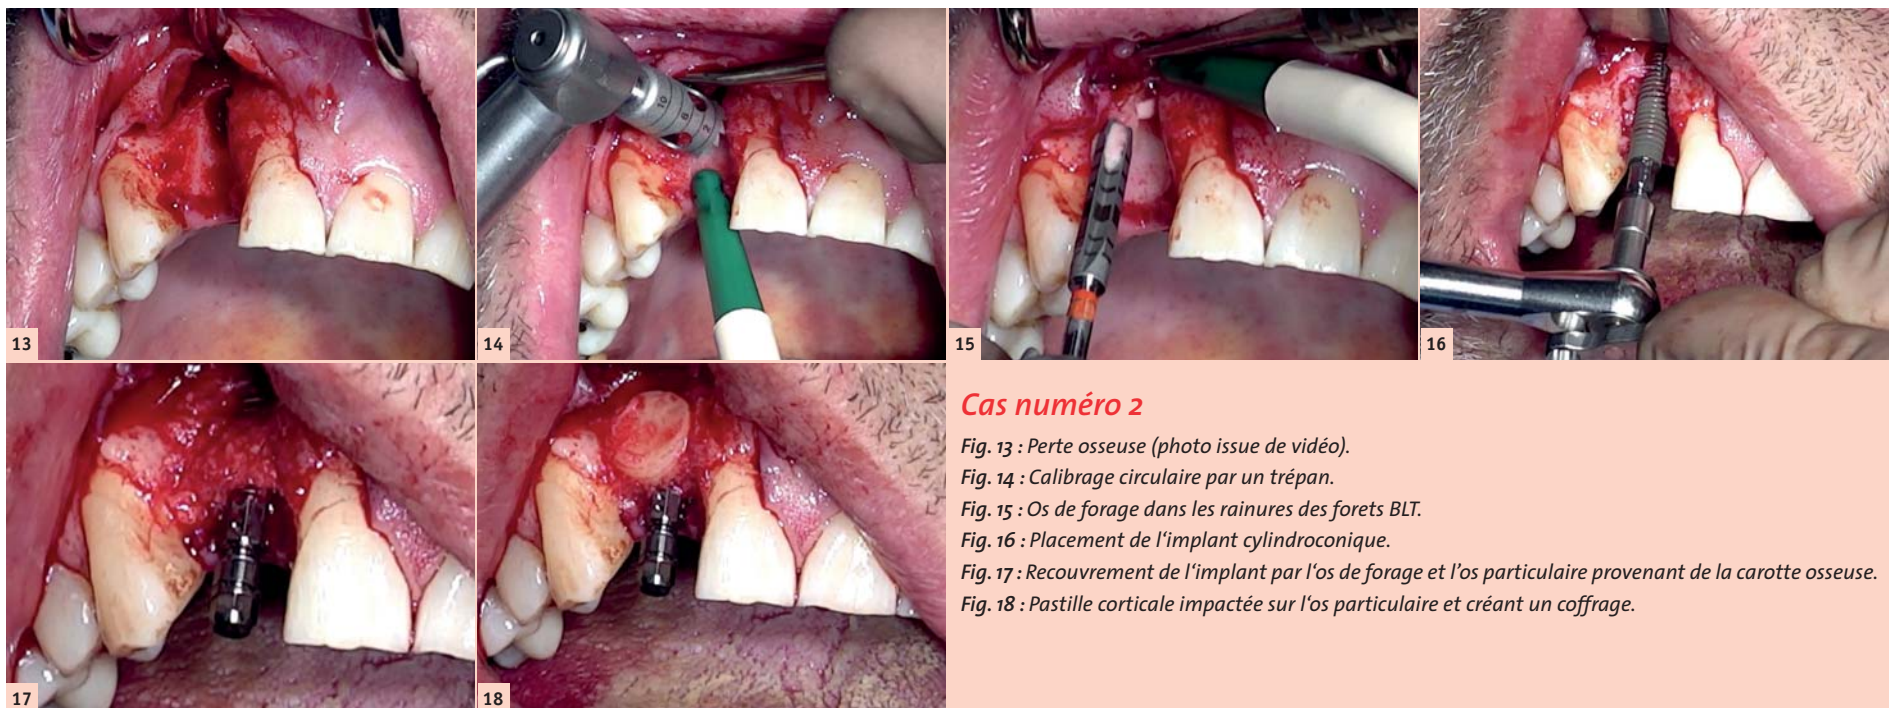 13
14
15
16
17
18
10
2
Cas numéro 2
Fig. 13 : Perte osseuse (photo issue de vidéo).
Fig. 14 : Calibrage circulaire par un trépan.
Fig. 15 : Os de forage dans les rainures des forets BLT.
Fig. 16 : Placement de l‘implant cylindroconique.
Fig. 17 : Recouvrement de l‘implant par l‘os de forage et l’os particulaire provenant de la carotte osseuse.
Fig. 18 : Pastille corticale impactée sur l‘os particulaire et créant un coffrage.